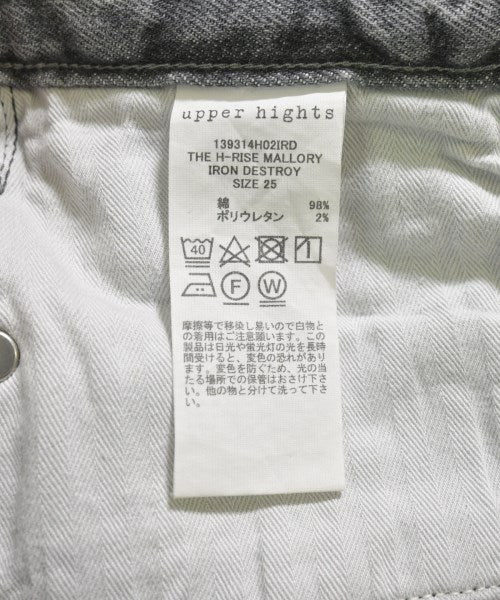 upper hights
139314H02IRD
THE H-RISE MALLORY
IRON DESTROY
SIZE 25
綿 98%
ポリウレタン 2%
40
F W
摩擦等で移染し易いので白物と
の着用はご注意願います。この
製品は日光や蛍光灯の光を長時
間受けると、変色の恐れがあり
ます。変色を防ぐため、光の当
たる場所での保管はおさけ下さ
い。他の物と分けて洗って下さ
い。